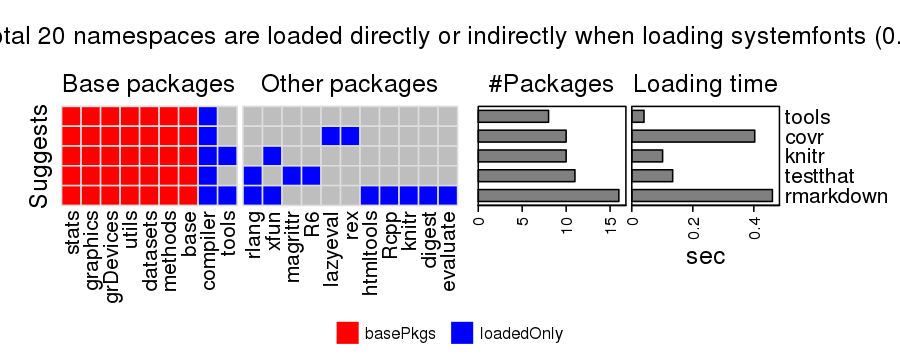 otal 20 namespaces are loaded directly or indirectly when loading systemfonts (0.
Base packages Other packages #Packages Loading time
Suggests
tools
covr
knitr
testthat
rmarkdown
stats
graphics
grDevices
utils
datasets
methods
base
compiler
tools
rlang
xfun
magrittr
R6
lazyeval
rex
htmltools
Rcpp
knitr
digest
evaluate
0 5 10 15
0 0.2 0.4
sec
basePkgs loadedOnly